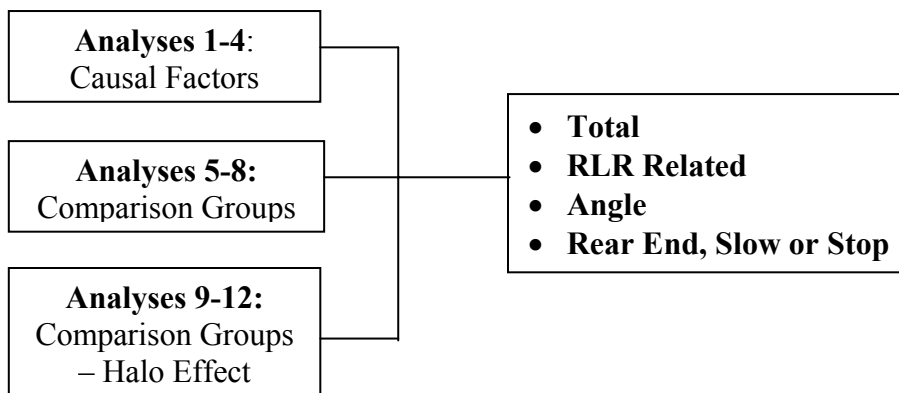 Analyses 1-4:
Causal Factors
Analyses 5-8:
Comparison Groups
Analyses 9-12:
Comparison Groups
– Halo Effect
• Total
• RLR Related
• Angle
• Rear End, Slow or Stop